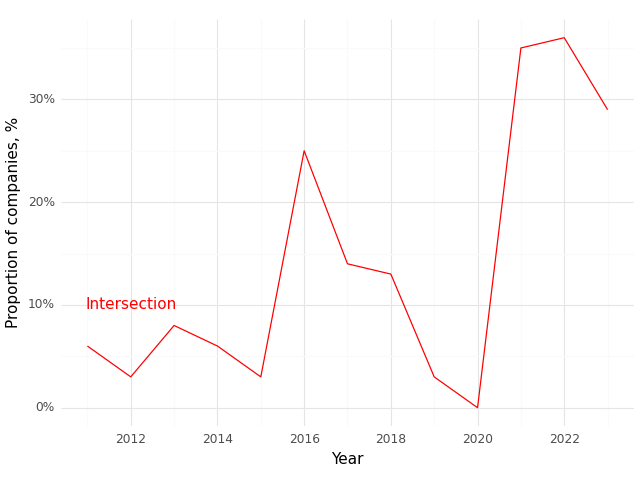 Proportion of companies, %
30%
20%
10%
0%
Intersection
2012 2014 2016 2018 2020 2022
Year